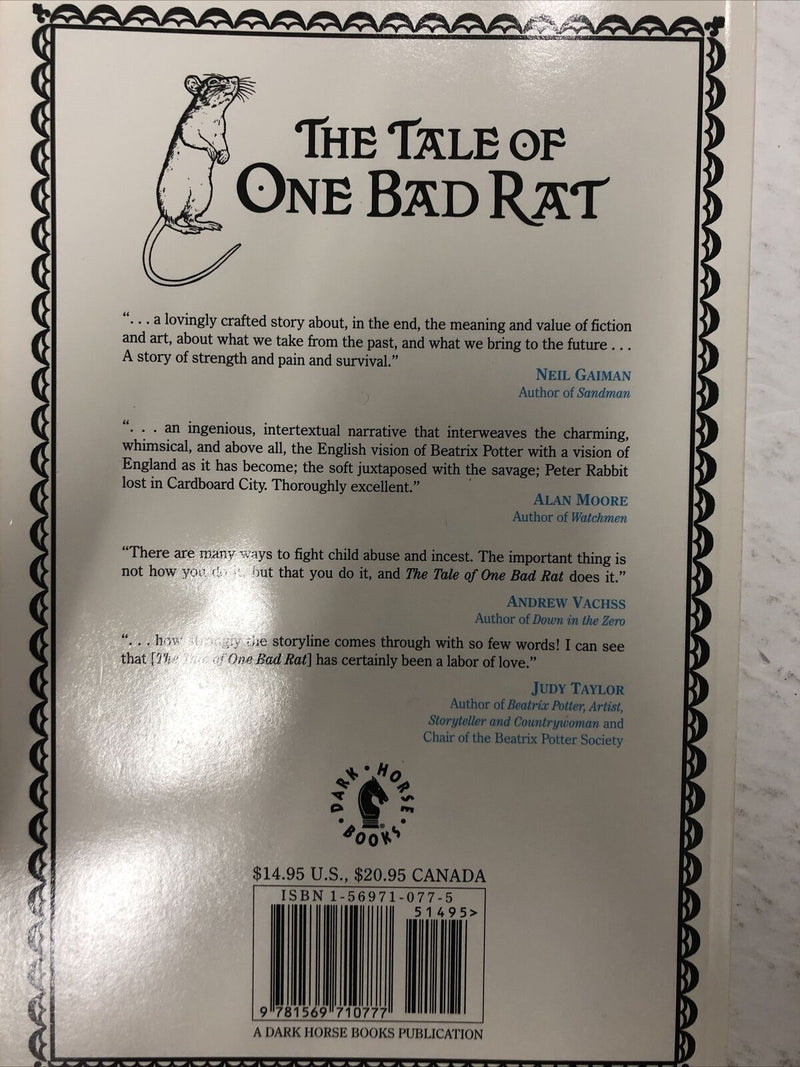 THE TALE OF
ONE BAD RAT
“. . . a lovingly crafted story about, in the end, the meaning and value of fiction
and art, about what we take from the past, and what we bring to the future . . .
A story of strength and pain and survival.”
NEIL GAIMAN
Author of Sandman
“. . . an ingenious, intertextual narrative that interweaves the charming,
whimsical, and above all, the English vision of Beatrix Potter with a vision of
England as it has become; the soft juxtaposed with the savage; Peter Rabbit
lost in Cardboard City. Thoroughly excellent.”
ALAN MOORE
Author of Watchmen
“There are many ways to fight child abuse and incest. The important thing is
not how you do it, but that you do it, and The Tale of One Bad Rat does it.”
ANDREW VACHSS
Author of Down in the Zero
“. . . how strongly the storyline comes through with so few words! I can see
that [The Tale of One Bad Rat] has certainly been a labor of love.”
JUDY TAYLOR
Author of Beatrix Potter, Artist,
Storyteller and Countrywoman and
Chair of the Beatrix Potter Society
DARK HORSE BOOKS
$14.95 U.S., $20.95 CANADA
ISBN 1-56971-077-5
51495>
9 781569 710777
A DARK HORSE BOOKS PUBLICATION